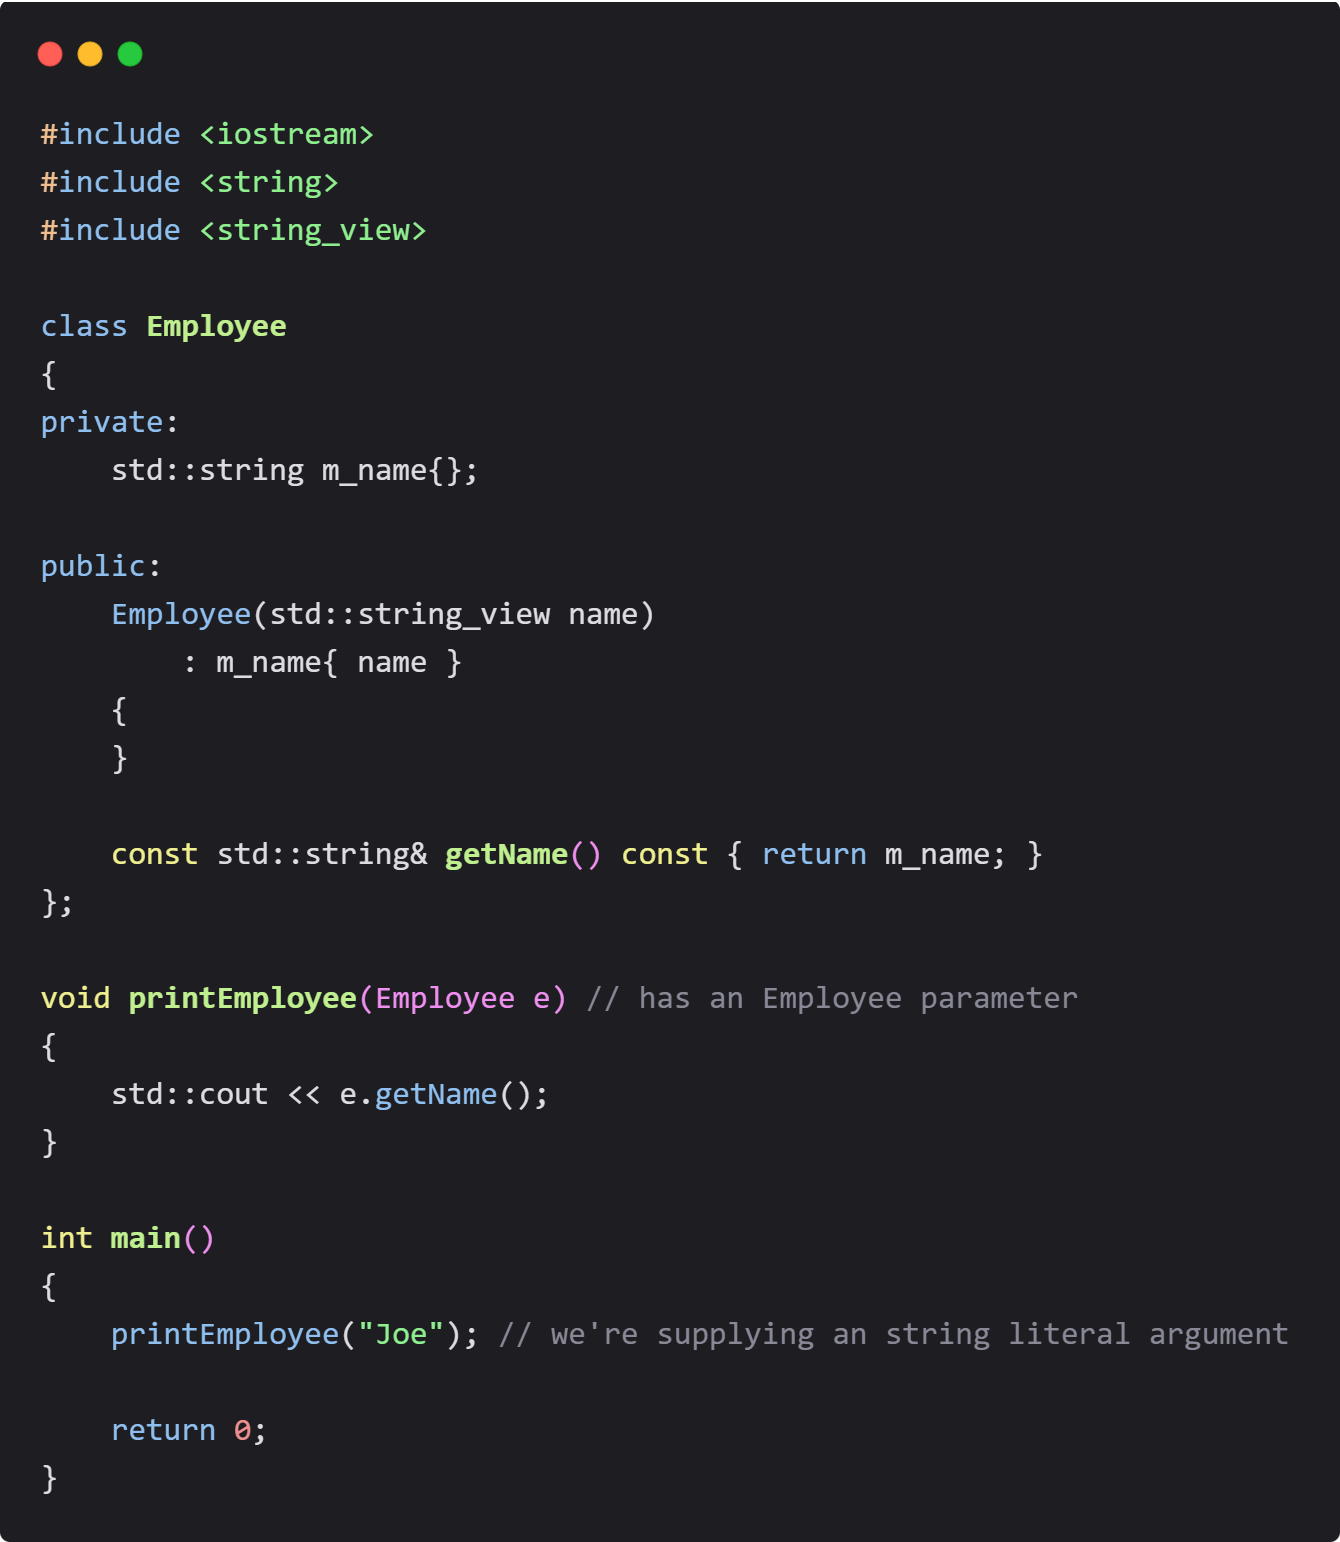 #include <iostream>
#include <string>
#include <string_view>
class Employee
{
private:
    std::string m_name{};
public:
    Employee(std::string_view name)
        : m_name{ name }
    {
    }
    const std::string& getName() const { return m_name; }
};
void printEmployee(Employee e) // has an Employee parameter
{
    std::cout << e.getName();
}
int main()
{
    printEmployee("Joe"); // we're supplying an string literal argument
    return 0;
}